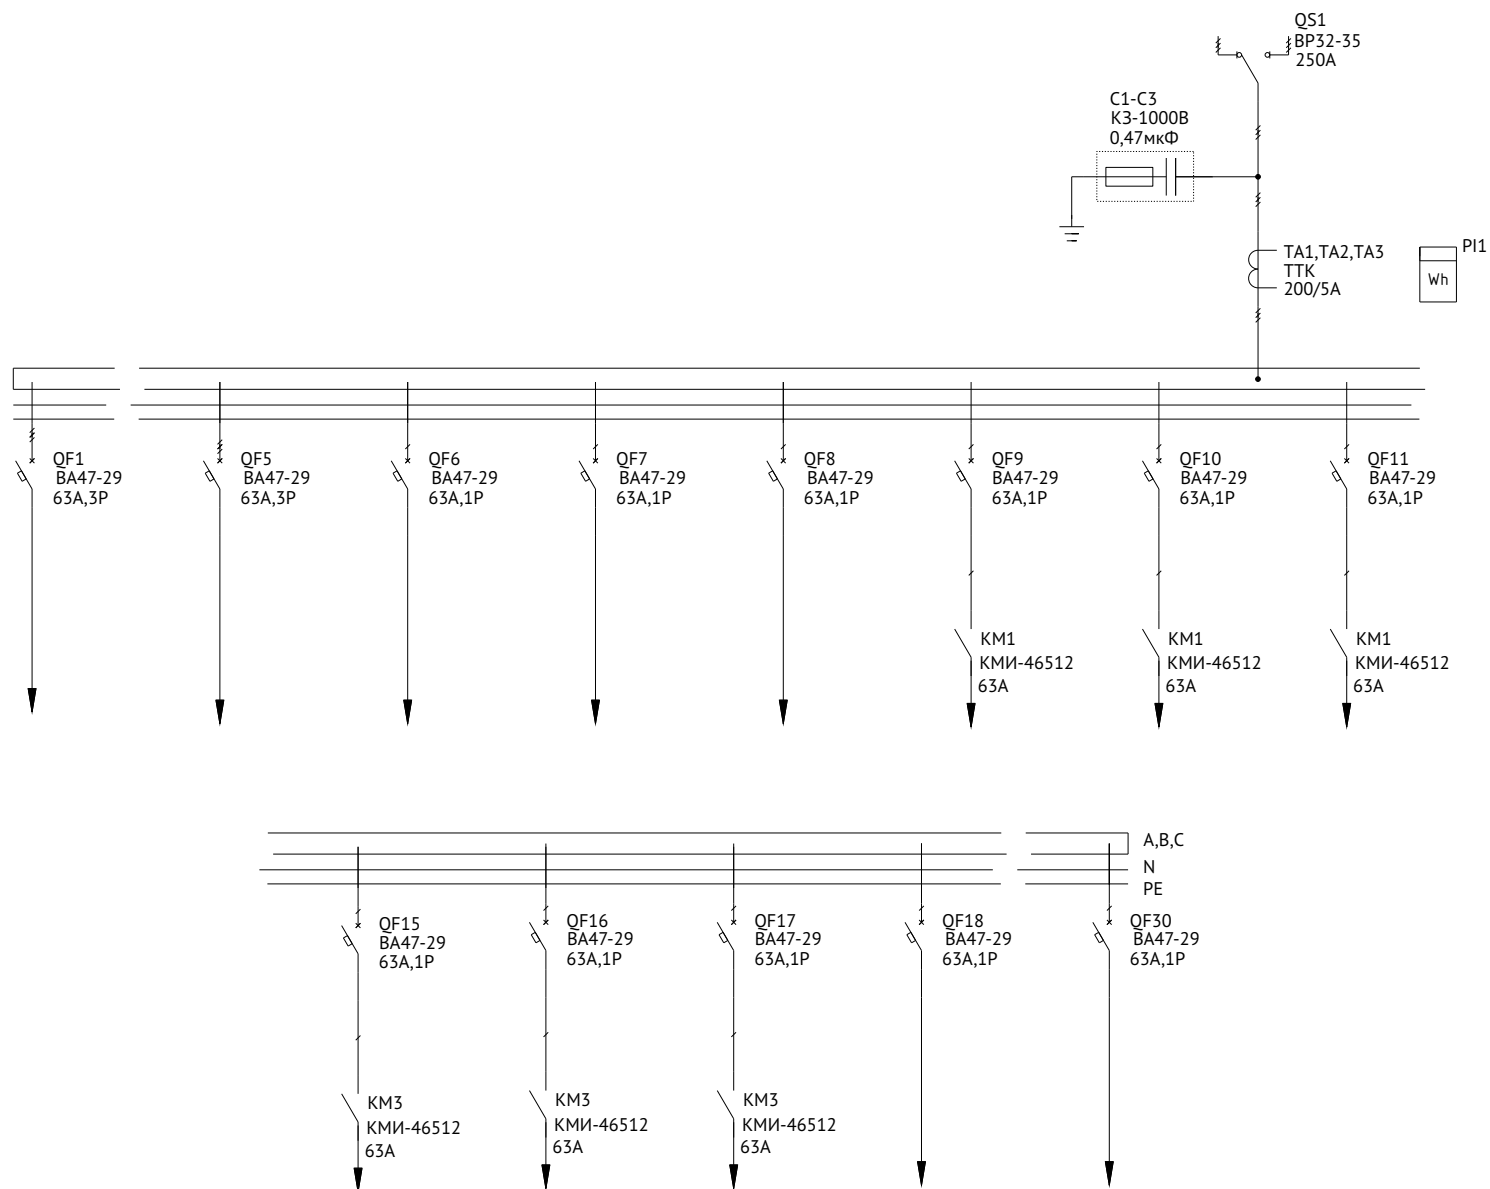 QS1
ВР32-35
250А
С1-С3
КЗ-1000В
0,47мкФ
ТА1,ТА2,ТА3
ТТК
200/5А
PI1
Wh
QF1
ВА47-29
63А,3Р
QF5
ВА47-29
63А,3Р
QF6
ВА47-29
63А,1Р
QF7
ВА47-29
63А,1Р
QF8
ВА47-29
63А,1Р
QF9
ВА47-29
63А,1Р
QF10
ВА47-29
63А,1Р
QF11
ВА47-29
63А,1Р
КМ1
КМИ-46512
63А
КМ1
КМИ-46512
63А
КМ1
КМИ-46512
63А
A,B,C
N
PE
QF15
ВА47-29
63А,1Р
QF16
ВА47-29
63А,1Р
QF17
ВА47-29
63А,1Р
QF18
ВА47-29
63А,1Р
QF30
ВА47-29
63А,1Р
КМ3
КМИ-46512
63А
КМ3
КМИ-46512
63А
КМ3
КМИ-46512
63А